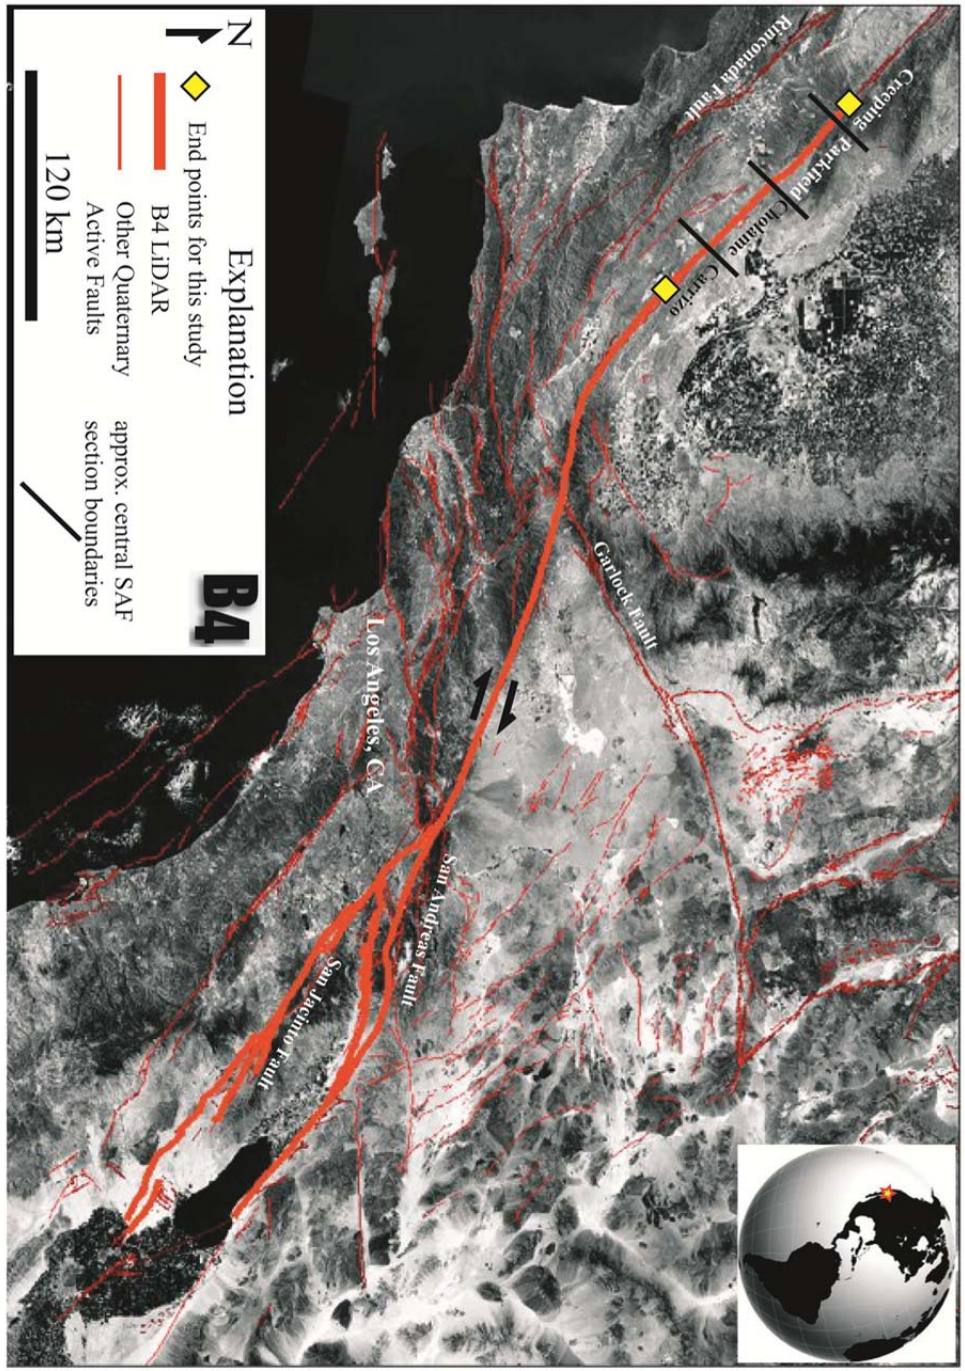 Rinconada Fault
Creeping
Parkfield
Cholame
Carrizo
Garlock Fault
Los Angeles, CA
San Andreas Fault
San Jacinto Fault
N
Explanation
End points for this study
B4 LiDAR
Other Quaternary
Active Faults
approx. central SAF
section boundaries
120 km
B4